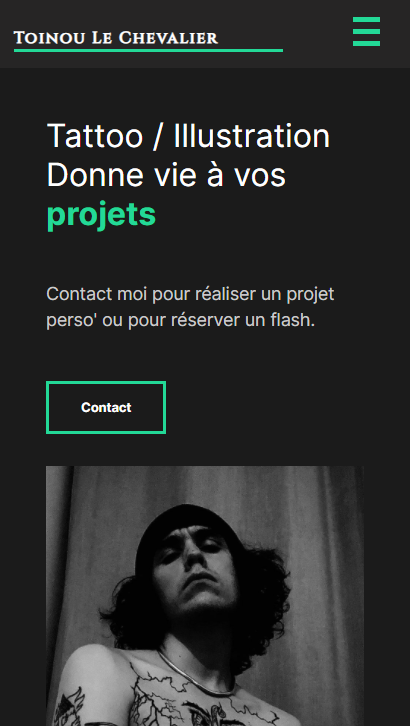 Toinou Le Chevalier
Tattoo / Illustration
Donne vie à vos
projets
Contact moi pour réaliser un projet
perso' ou pour réserver un flash.
Contact